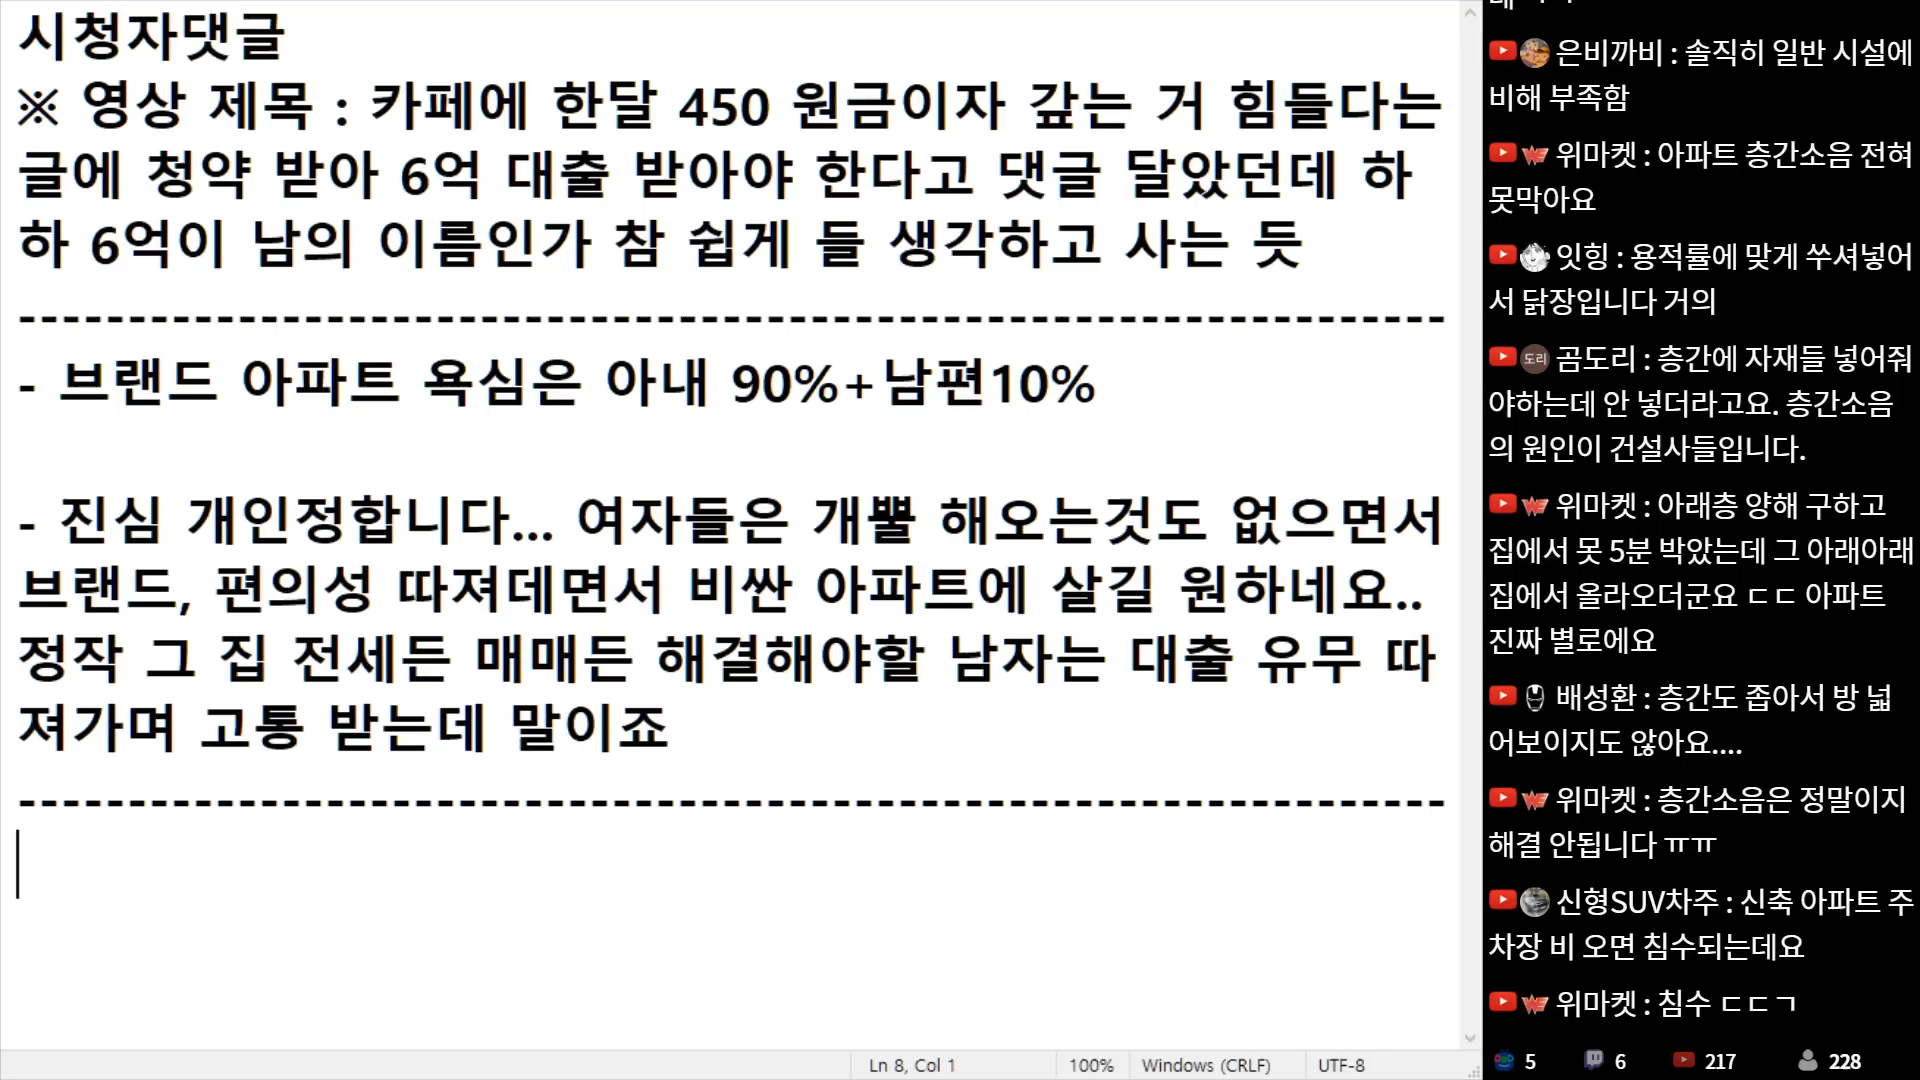 시청자댓글
※ 영상 제목 : 카페에 한달 450 원금이자 갚는 거 힘들다는
글에 청약 받아 6억 대출 받아야 한다고 댓글 달았던데 하
하 6억이 남의 이름인가 참 쉽게 들 생각하고 사는 듯
------------------------------------------------------------------
- 브랜드 아파트 욕심은 아내 90%+남편10%
- 진심 개인정합니다... 여자들은 개뿔 해오는것도 없으면서
브랜드, 편의성 따져데면서 비싼 아파트에 살길 원하네요..
정작 그 집 전세든 매매든 해결해야할 남자는 대출 유무 따
져가며 고통 받는데 말이죠
------------------------------------------------------------------
Ln 8, Col 1
100%
Windows (CRLF)
UTF-8
은비까비 : 솔직히 일반 시설에
비해 부족함
위마켓 : 아파트 층간소음 전혀
못막아요
잇힝 : 용적률에 맞게 쑤셔넣어
서 닭장입니다 거의
도리 곰도리 : 층간에 자재들 넣어줘
야하는데 안 넣더라고요. 층간소음
의 원인이 건설사들입니다.
위마켓 : 아래층 양해 구하고
집에서 못 5분 박았는데 그 아래아래
집에서 올라오더군요 ㄷㄷ 아파트
진짜 별로에요
배성환 : 층간도 좁아서 방 넓
어보이지도 않아요....
위마켓 : 층간소음은 정말이지
해결 안됩니다 ㅠㅠ
신형SUV차주 : 신축 아파트 주
차장 비 오면 침수되는데요
위마켓 : 침수 ㄷㄷㄱ
5 6 217 228